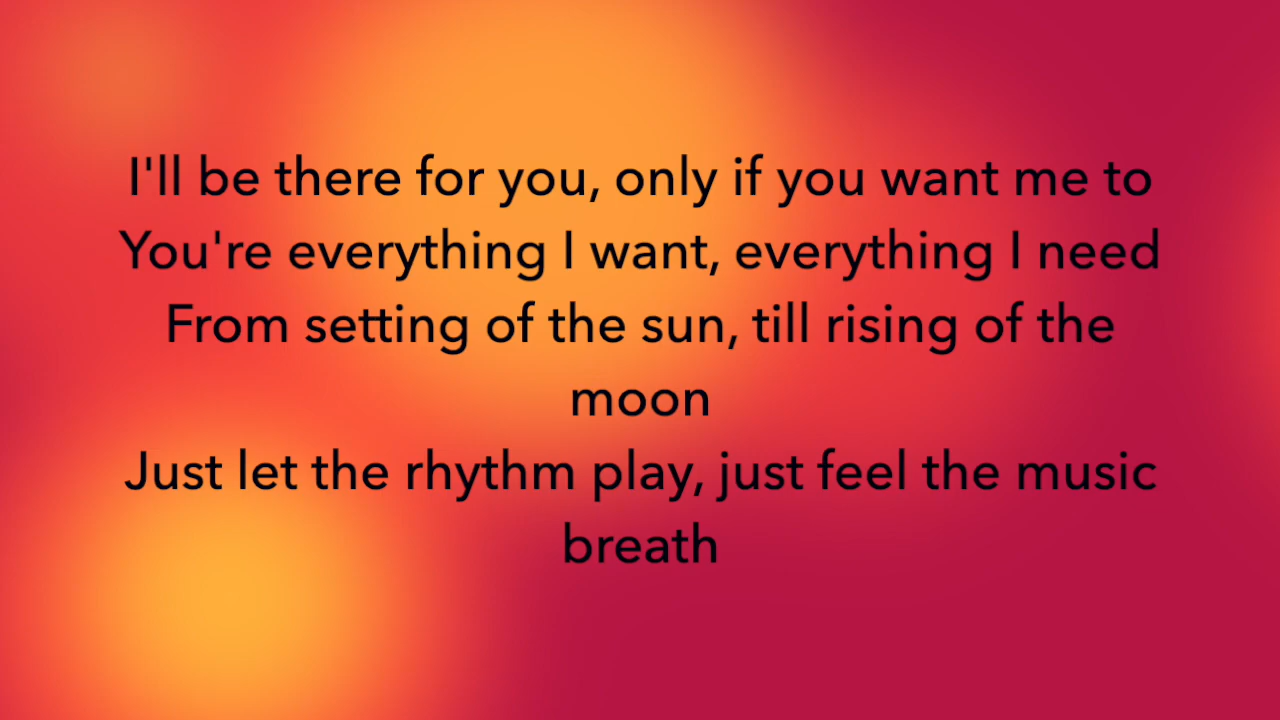 I'll be there for you, only if you want me to
You're everything I want, everything I need
From setting of the sun, till rising of the
moon
Just let the rhythm play, just feel the music
breath